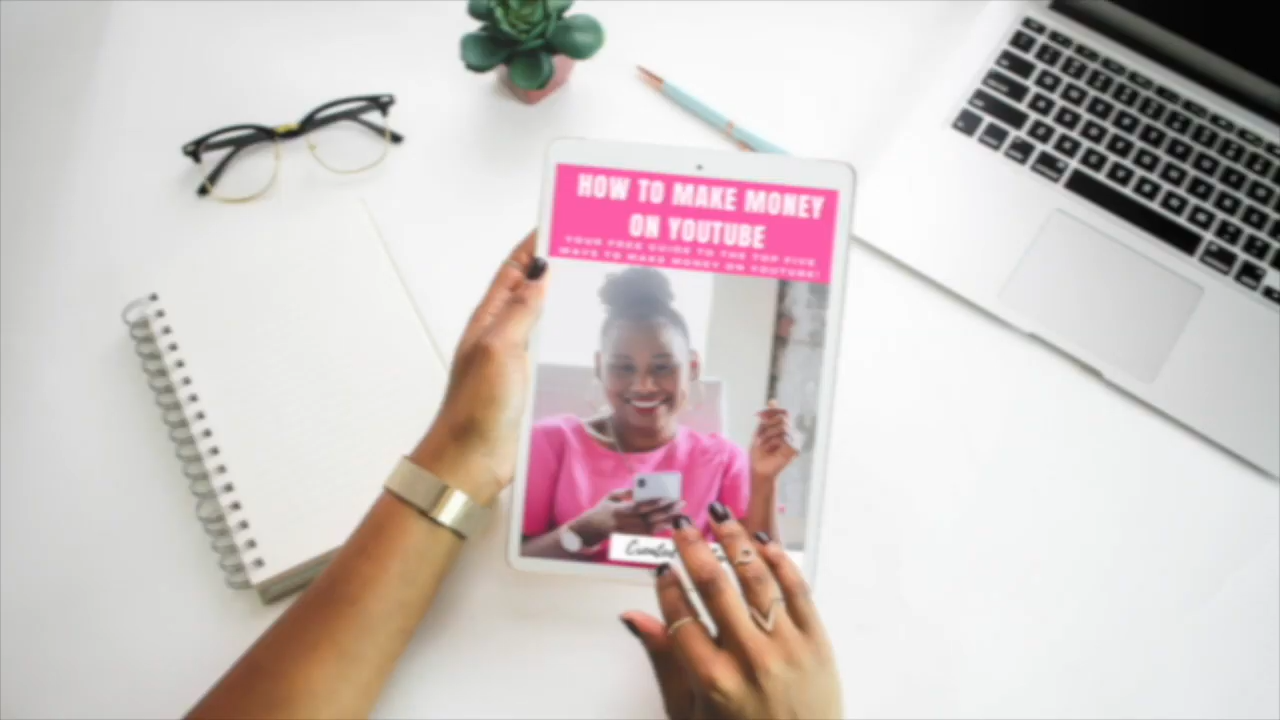 HOW TO MAKE MONEY
ON YOUTUBE
YOUR FREE GUIDE TO THE TOP FIVE
WAYS TO MAKE MONEY ON YOUTUBE!